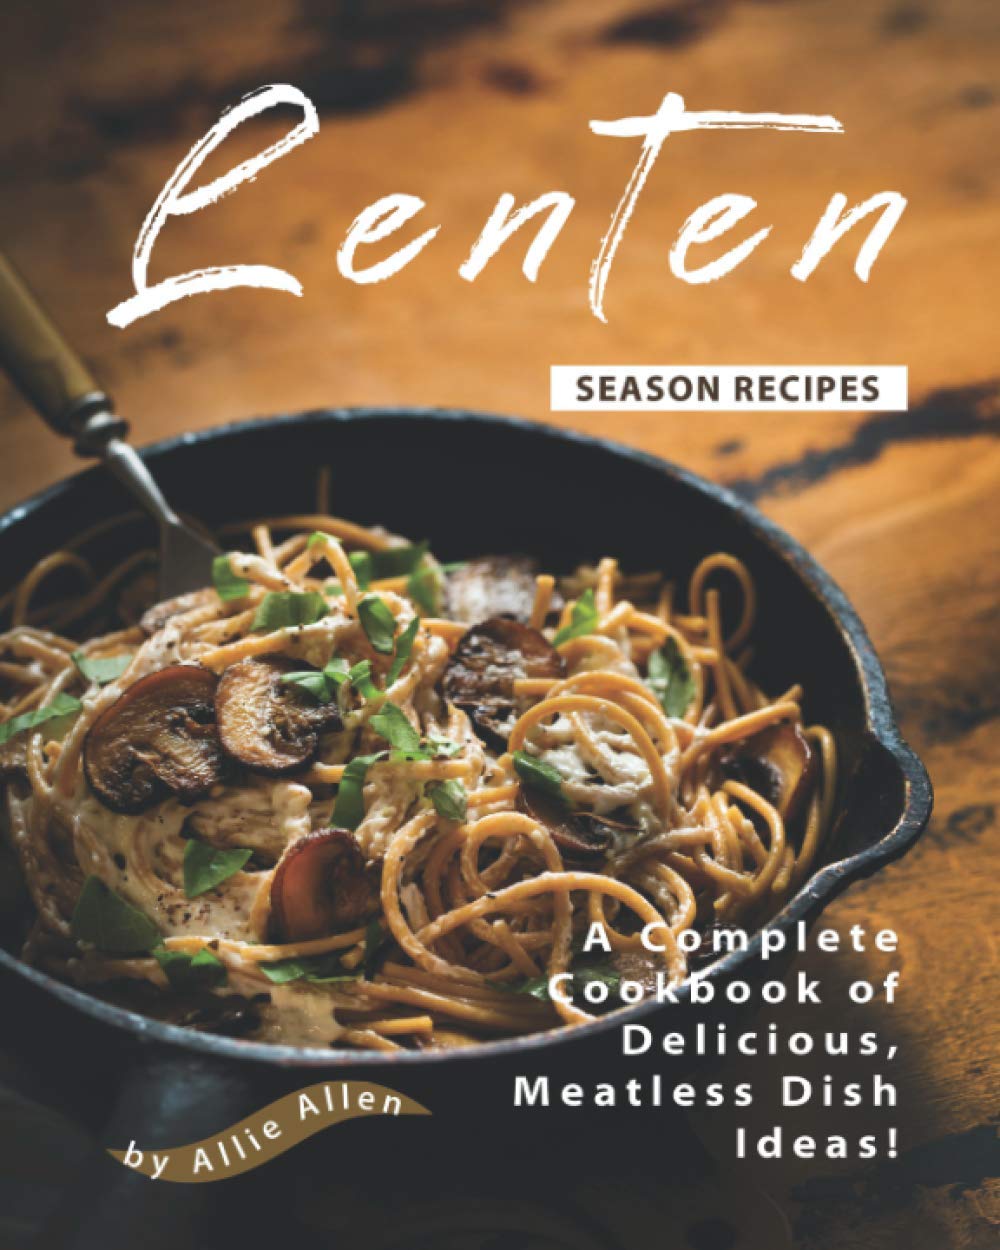 Lenten
SEASON RECIPES
A Complete
Cookbook of
Delicious,
Meatless Dish
Ideas!
by Allie Allen